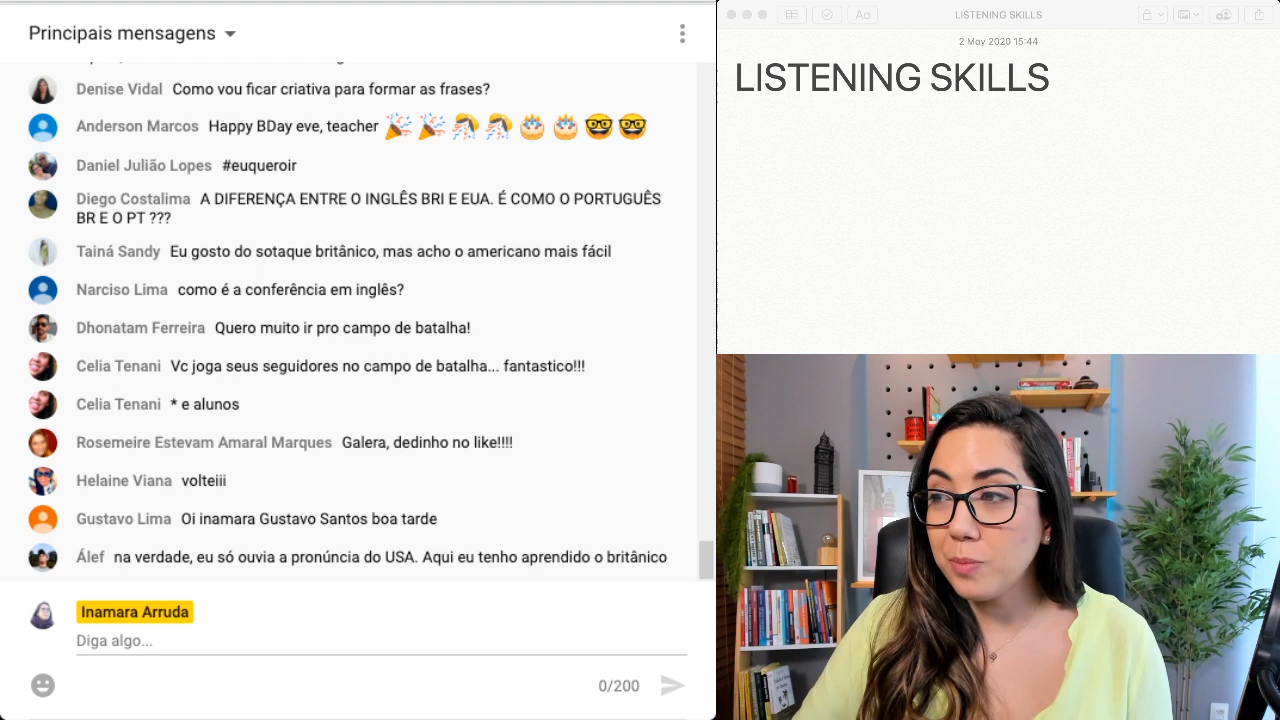 Principais mensagens
Denise Vidal Como vou ficar criativa para formar as frases?
Anderson Marcos Happy BDay eve, teacher 🎉 🎉 🎊 🎊 🎂 🎂 🤓 🤓
Daniel Julião Lopes #euqueroir
Diego Costalima A DIFERENÇA ENTRE O INGLÊS BRI E EUA. É COMO O PORTUGUÊS
BR E O PT ???
Tainá Sandy Eu gosto do sotaque britânico, mas acho o americano mais fácil
Narciso Lima como é a conferência em inglês?
Dhonatam Ferreira Quero muito ir pro campo de batalha!
Celia Tenani Vc joga seus seguidores no campo de batalha... fantastico!!!
Celia Tenani * e alunos
Rosemeire Estevam Amaral Marques Galera, dedinho no like!!!!
Helaine Viana volteiii
Gustavo Lima Oi inamara Gustavo Santos boa tarde
Álef na verdade, eu só ouvia a pronúncia do USA. Aqui eu tenho aprendido o britânico
Inamara Arruda
Diga algo...
0/200
Aa
LISTENING SKILLS
2 May 2020 15:44
LISTENING SKILLS